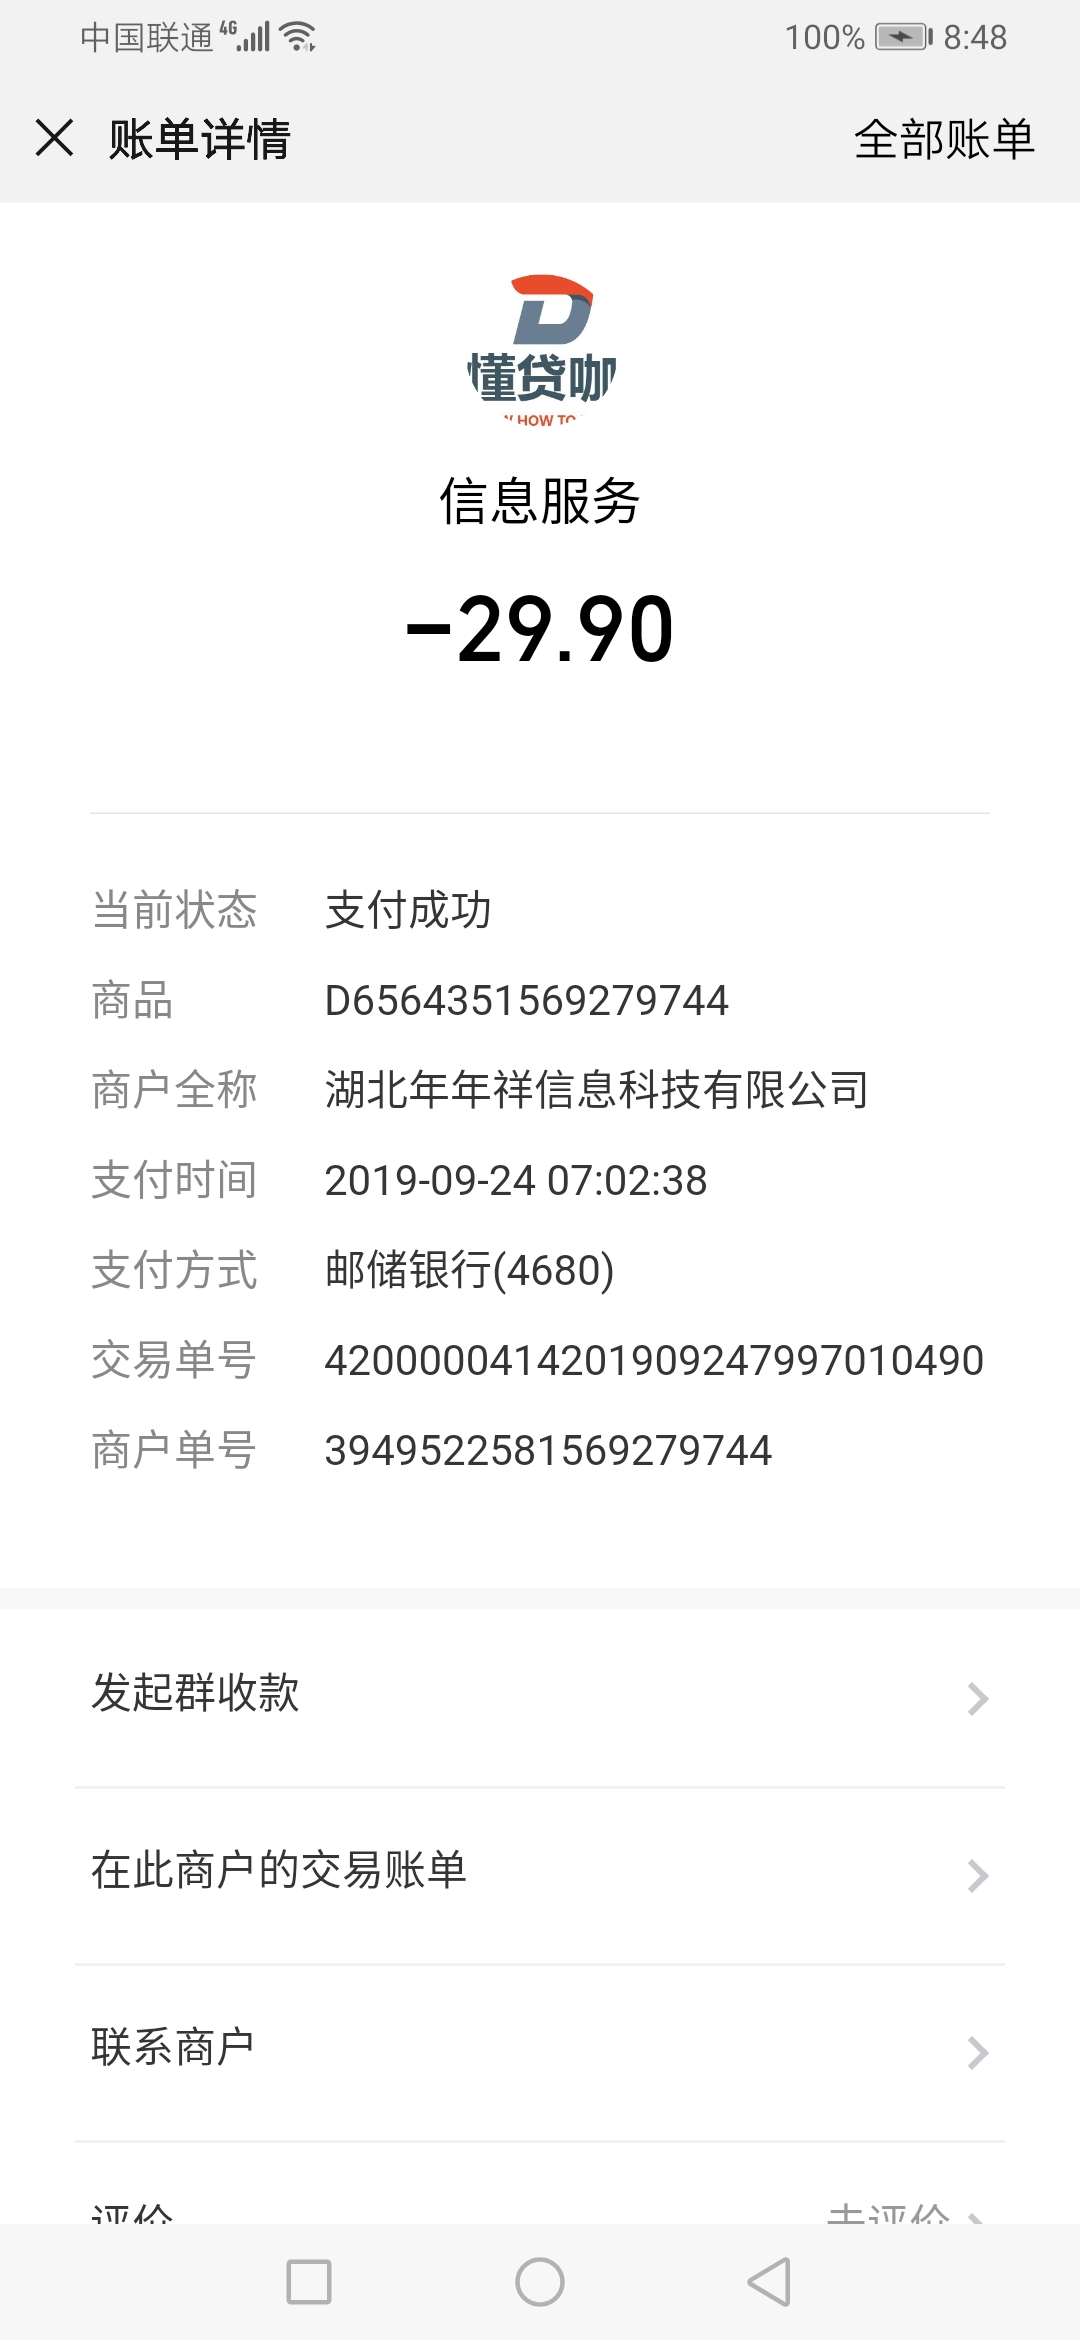 中国联通 4G 100% 8:48
账单详情 全部账单
懂贷咖
HOW TO
信息服务
-29.90
当前状态 支付成功
商品 D6564351569279744
商户全称 湖北年年祥信息科技有限公司
支付时间 2019-09-24 07:02:38
支付方式 邮储银行(4680)
交易单号 4200000414201909247997010490
商户单号 3949522581569279744
发起群收款
在此商户的交易账单
联系商户
评价 去评价